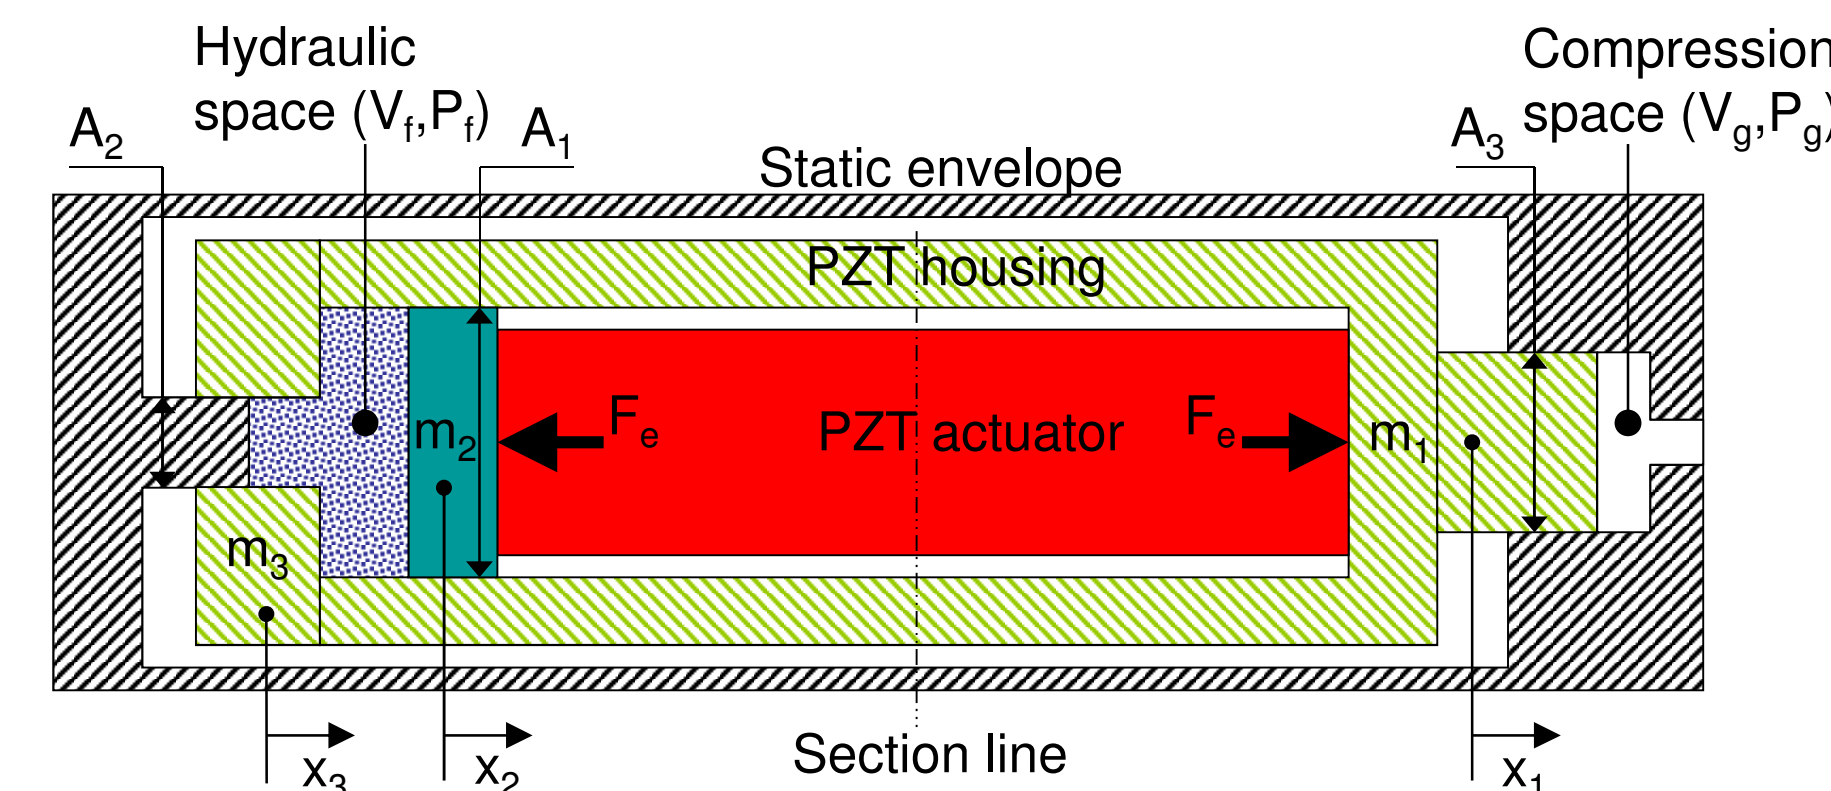 Hydraulic
space (Vf,Pf)
Compression
space (Vg,Pg)
A2
A1
A3
Static envelope
PZT housing
Fe
PZT actuator
Fe
m2
m1
m3
Section line
x3
x2
x1